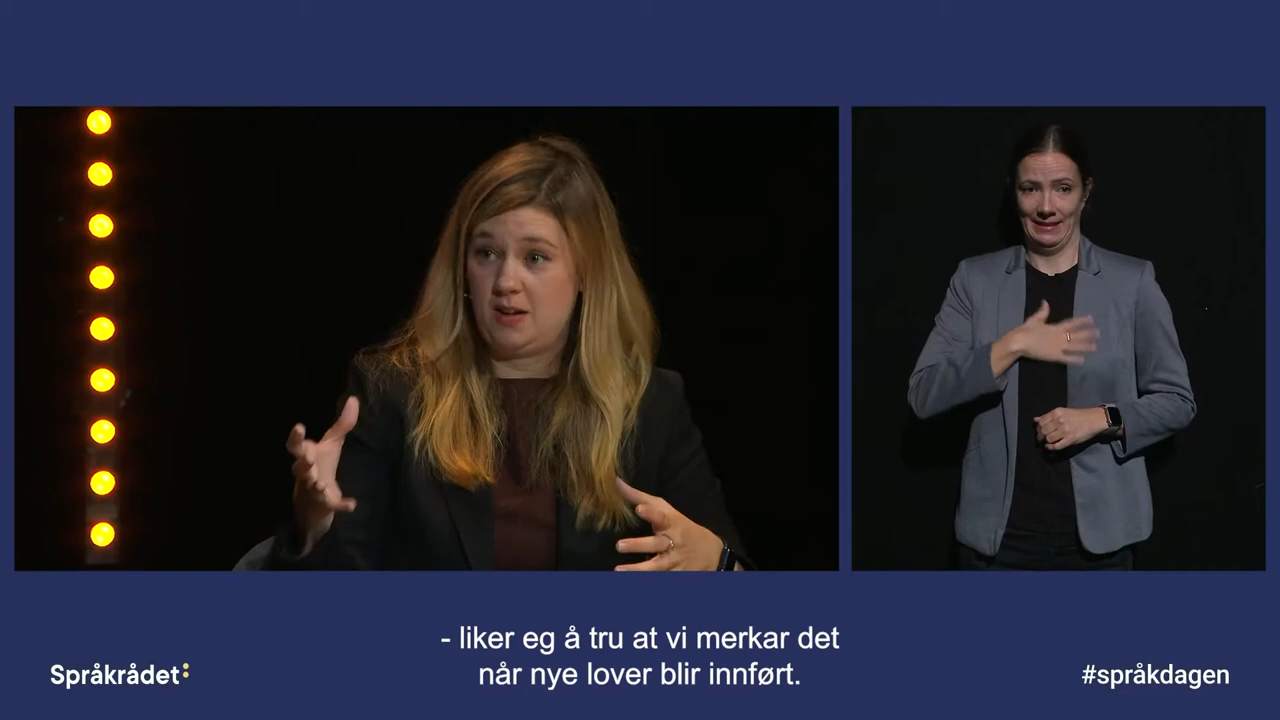 - liker eg å tru at vi merkar det
når nye lover blir innført.
Språkrådet:
#språkdagen